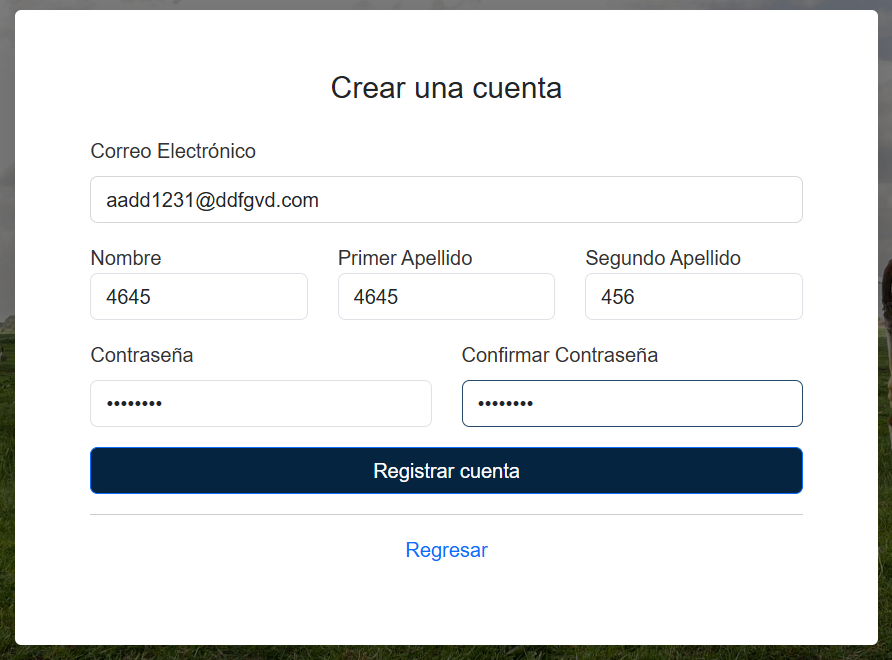 Crear una cuenta
Correo Electrónico
aadd1231@ddfgvd.com
Nombre Primer Apellido Segundo Apellido
4645 4645 456
Contraseña Confirmar Contraseña
•••••••• ••••••••
Registrar cuenta
Regresar